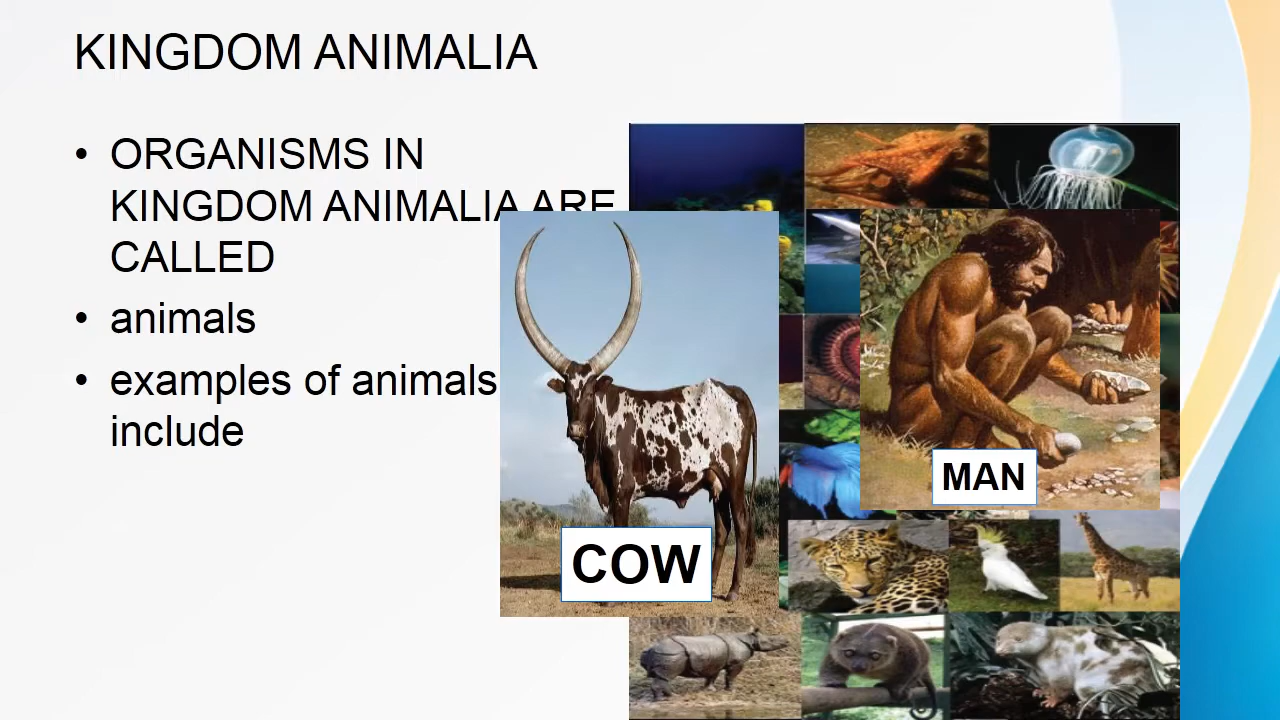 KINGDOM ANIMALIA
• ORGANISMS IN
KINGDOM ANIMALIA ARE
CALLED
• animals
• examples of animals
include
COW
MAN